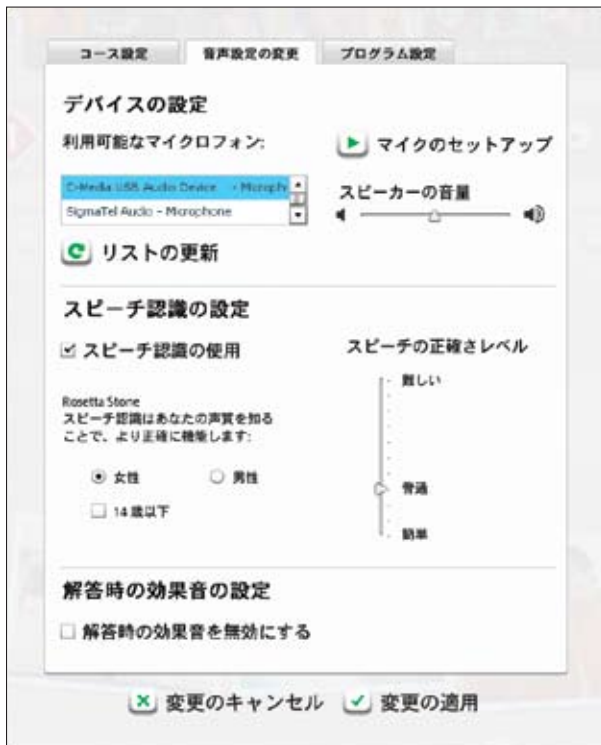 コース設定 音声設定の変更 プログラム設定
デバイスの設定
利用可能なマイクロフォン:
マイクのセットアップ
C-Media USB Audio Device - Microph
SigmaTel Audio - Microphone
スピーカーの音量
リストの更新
スピーチ認識の設定
スピーチ認識の使用
スピーチの正確さレベル
難しい
普通
簡単
Rosetta Stone
スピーチ認識はあなたの声質を知る
ことで、より正確に機能します:
女性 男性
14 歳以下
解答時の効果音の設定
解答時の効果音を無効にする
変更のキャンセル 変更の適用